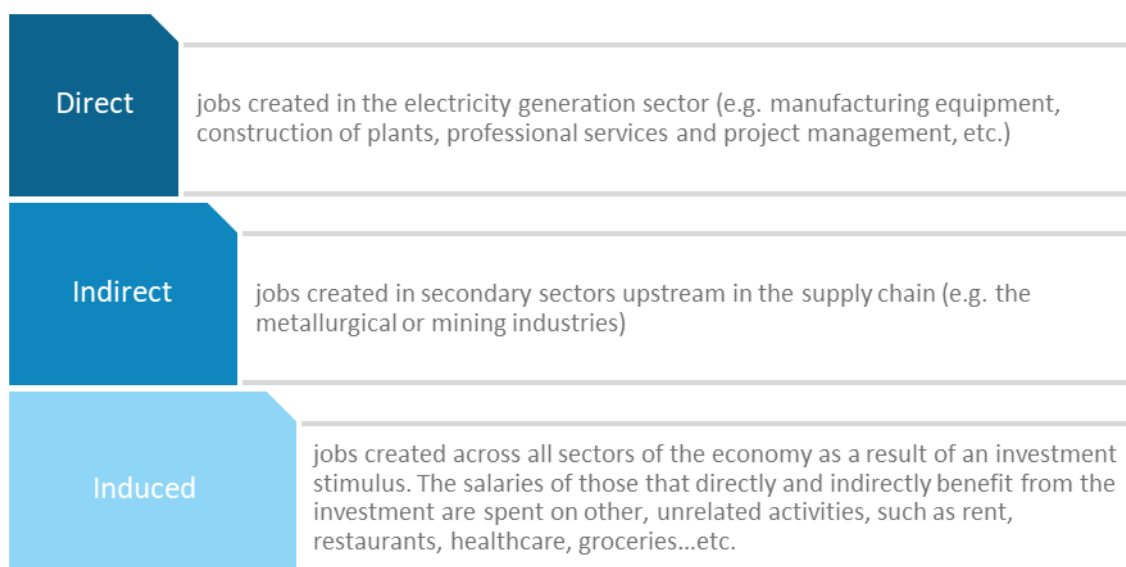 Direct
jobs created in the electricity generation sector (e.g. manufacturing equipment,
construction of plants, professional services and project management, etc.)
Indirect
jobs created in secondary sectors upstream in the supply chain (e.g. the
metallurgical or mining industries)
Induced
jobs created across all sectors of the economy as a result of an investment
stimulus. The salaries of those that directly and indirectly benefit from the
investment are spent on other, unrelated activities, such as rent,
restaurants, healthcare, groceries...etc.